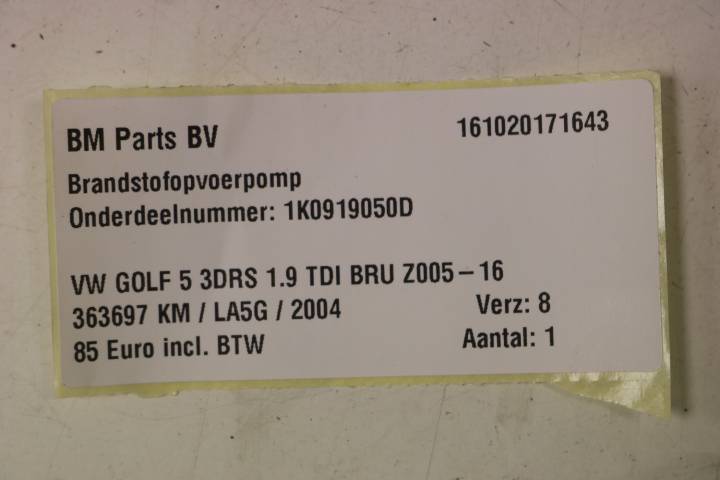 BM Parts BV 161020171643
Brandstofopvoerpomp
Onderdeelnummer: 1K0919050D
VW GOLF 5 3DRS 1.9 TDI BRU Z005-16
363697 KM / LA5G / 2004 Verz: 8
85 Euro incl. BTW Aantal: 1